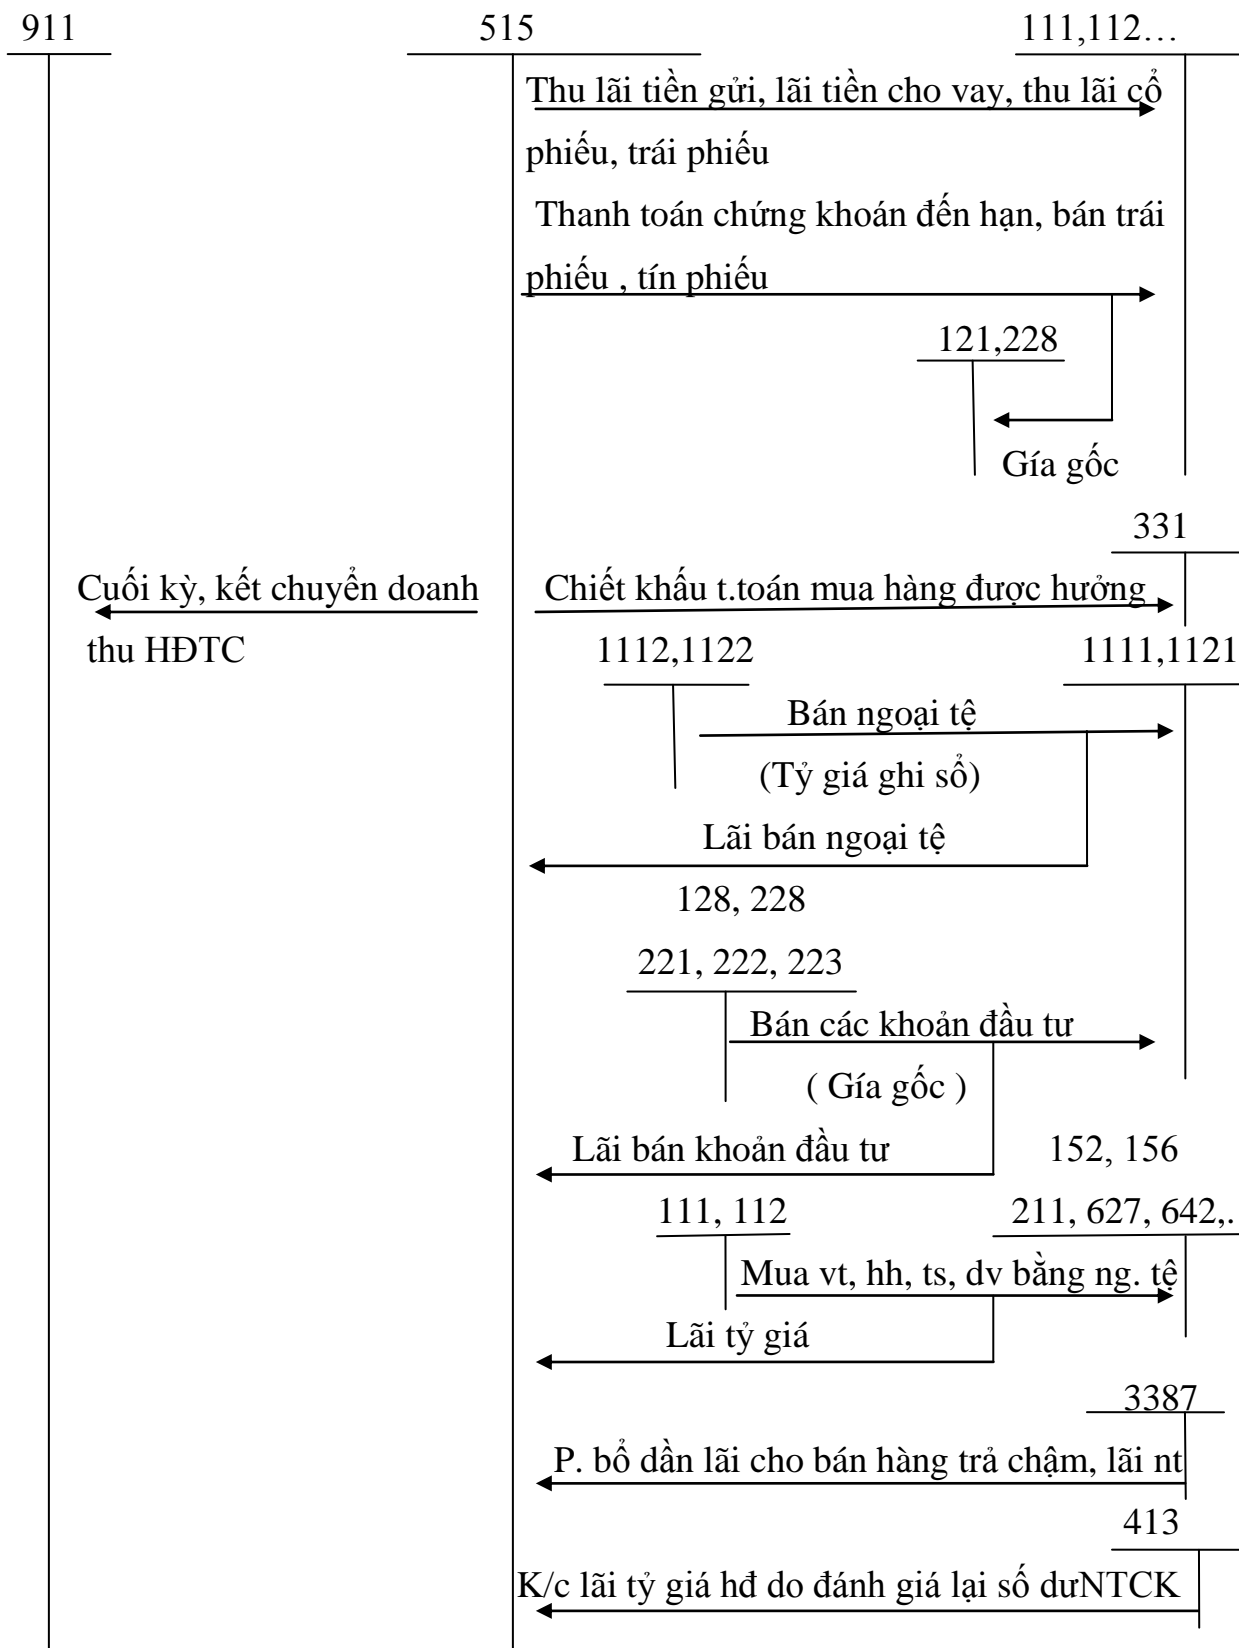 911
515
111,112…
Thu lãi tiền gửi, lãi tiền cho vay, thu lãi cổ
phiếu, trái phiếu
Thanh toán chứng khoán đến hạn, bán trái
phiếu , tín phiếu
121,228
Gía gốc
331
Cuối kỳ, kết chuyển doanh
thu HĐTC
Chiết khấu t.toán mua hàng được hưởng
1112,1122
1111,1121
Bán ngoại tệ
(Tỷ giá ghi sổ)
Lãi bán ngoại tệ
128, 228
221, 222, 223
Bán các khoản đầu tư
( Gía gốc )
Lãi bán khoản đầu tư
152, 156
111, 112
211, 627, 642,.
Mua vt, hh, ts, dv bằng ng. tệ
Lãi tỷ giá
3387
P. bổ dần lãi cho bán hàng trả chậm, lãi nt
413
K/c lãi tỷ giá hđ do đánh giá lại số dưNTCK